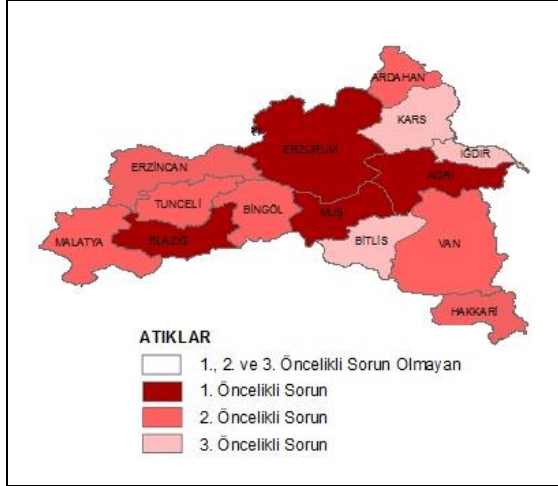 ARDAHAN
KARS
ERZURUM
IĞDIR
AĞRI
ERZİNCAN
TUNCELİ
BİNGÖL
MUŞ
ELAZIĞ
MALATYA
BİTLİS
VAN
HAKKARİ
ATIKLAR
1., 2. ve 3. Öncelikli Sorun Olmayan
1. Öncelikli Sorun
2. Öncelikli Sorun
3. Öncelikli Sorun